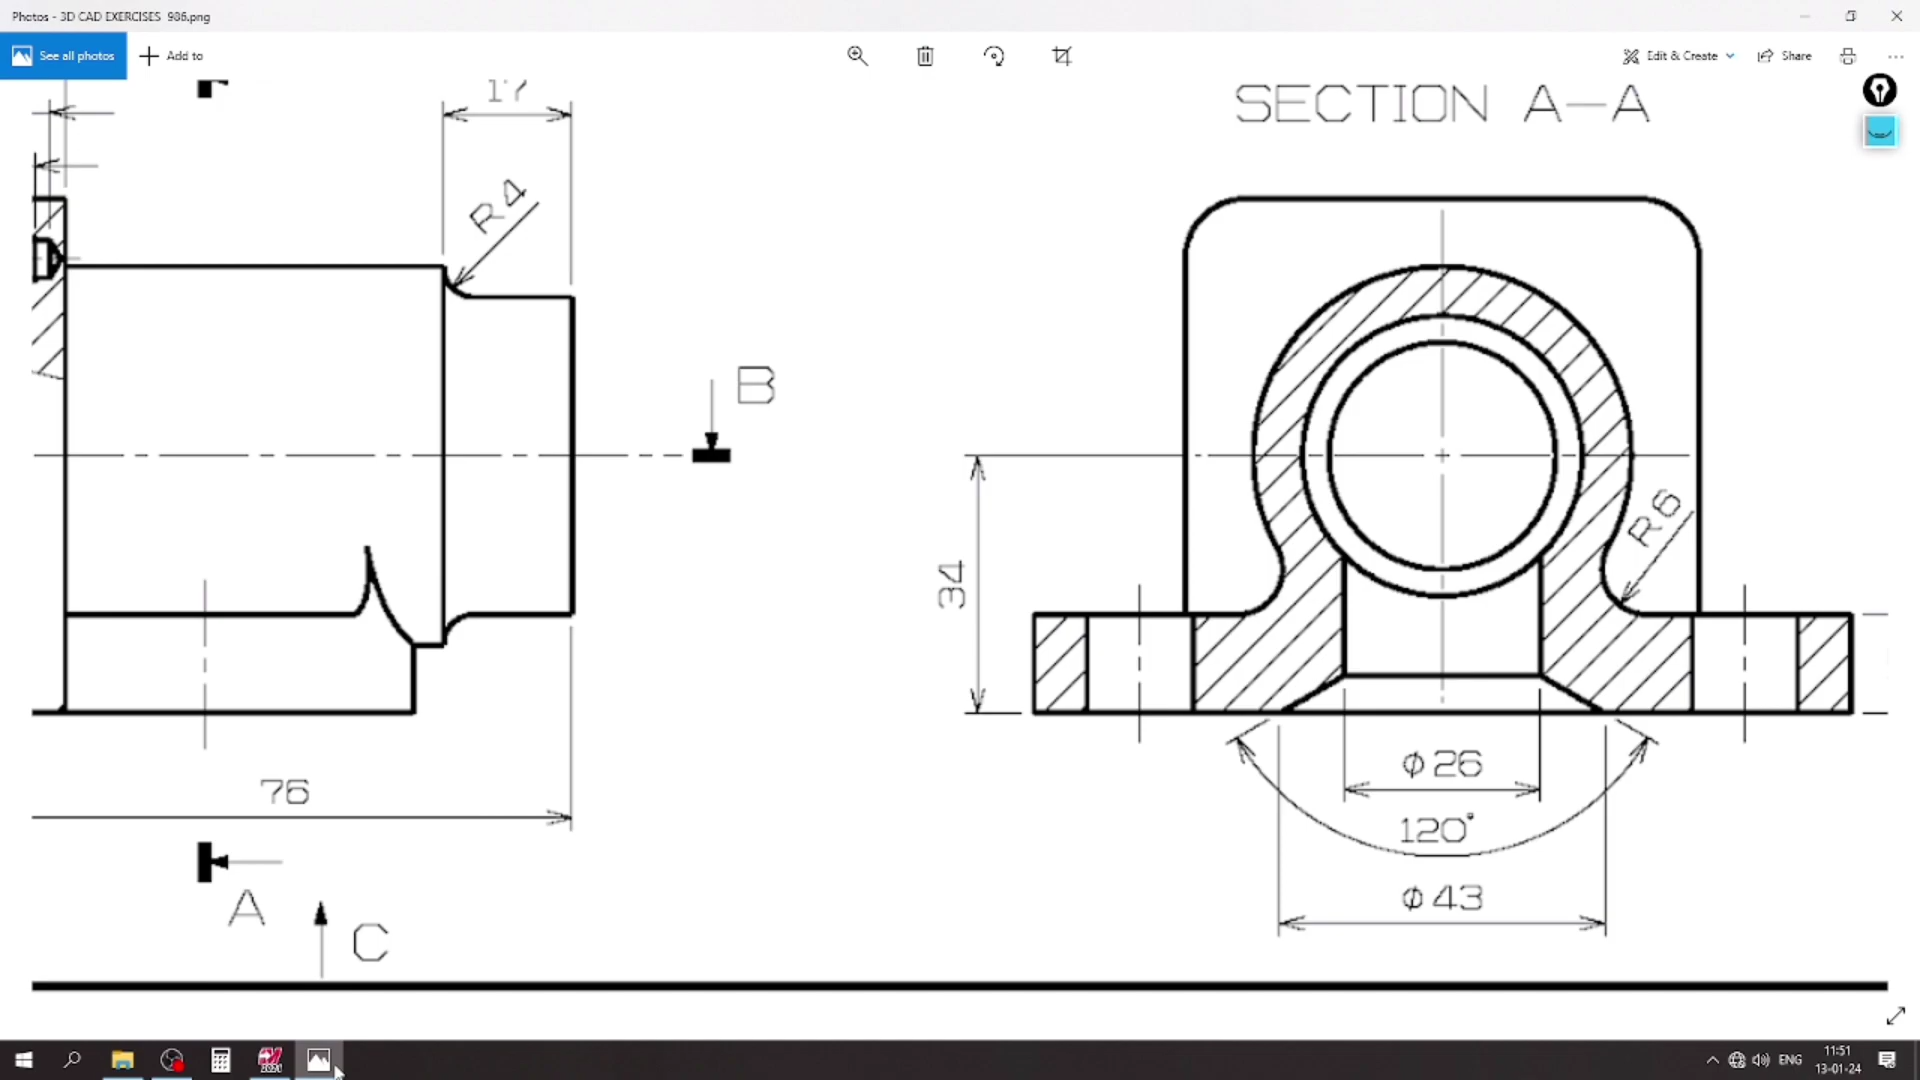 Photos - 3D CAD EXERCISES 986.png
See all photos
Add to
Edit & Create
Share
17
SECTION A-A
R4
B
R6
34
76
ϕ26
120°
ϕ43
A
C
ENG
11:51
13-01-24